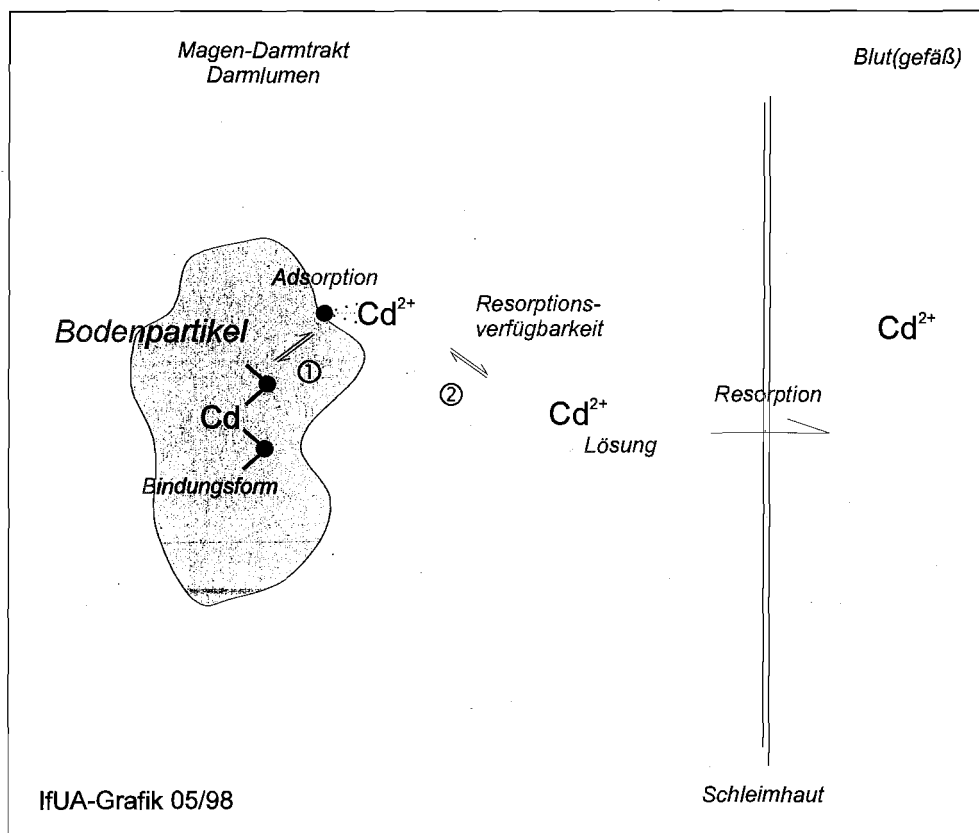 Magen-Darmtrakt
Darmlumen
Blut(gefäß)
Adsorption
Cd²⁺
Bodenpartikel
①
Resorptions-
verfügbarkeit
②
Cd²⁺
Resorption
Cd²⁺
Cd
Lösung
Bindungsform
Schleimhaut
IfUA-Grafik 05/98